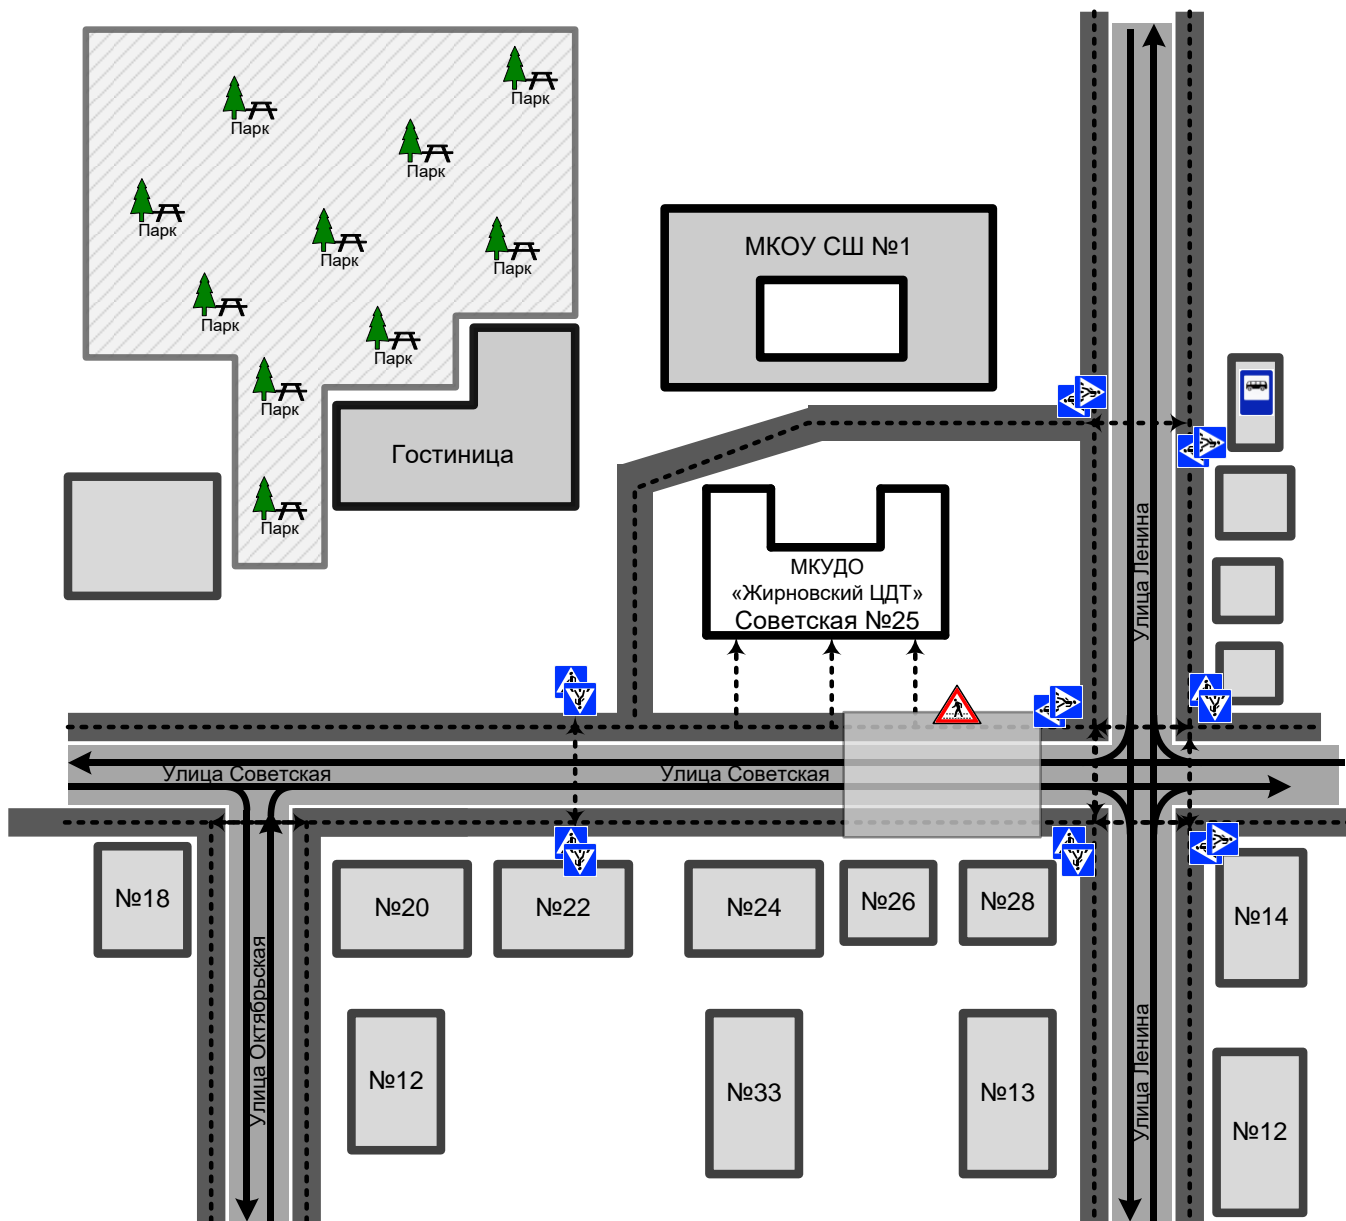 Парк
Парк
Парк
Парк
Парк
Парк
Парк
Парк
Парк
Парк
МКОУ СШ №1
Гостиница
МКУДО
«Жирновский ЦДТ»
Советская №25
Улица Ленина
Улица Советская
Улица Советская
№18
№20
№22
№24
№26
№28
№14
Улица Октябрьская
Улица Ленина
№12
№33
№13
№12